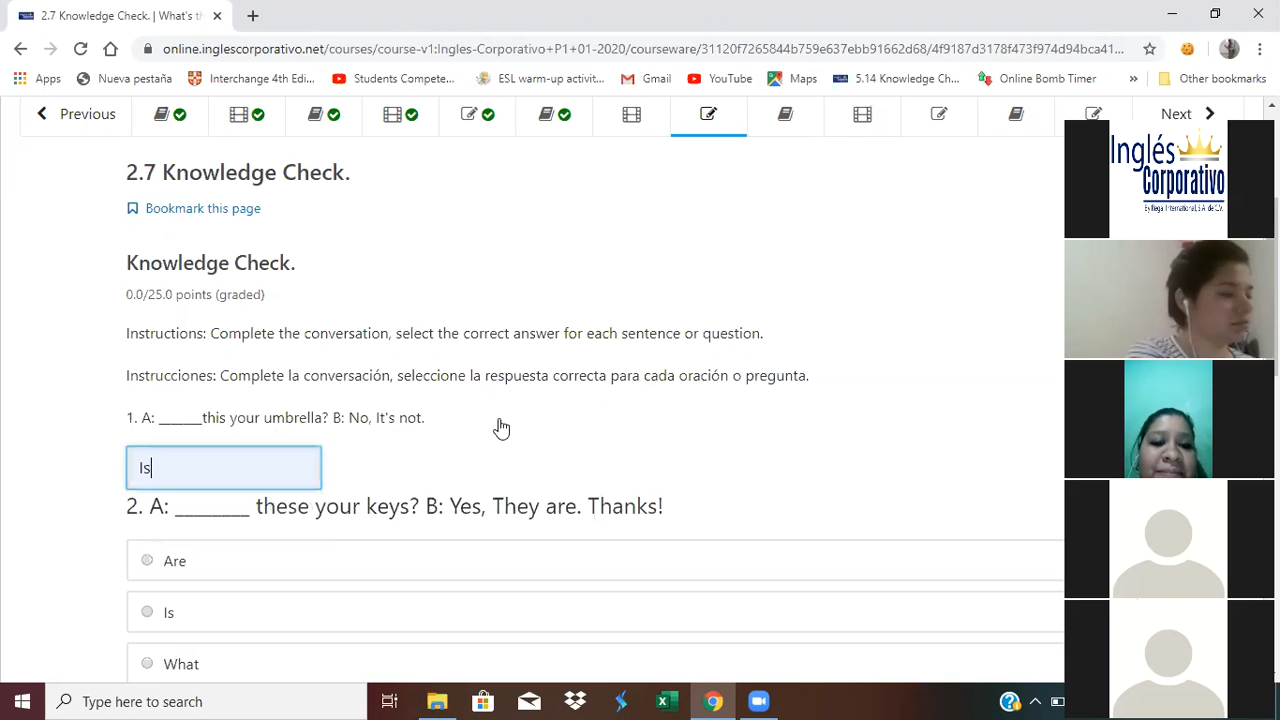 2.7 Knowledge Check. | What's th
online.inglescorporativo.net/courses/course-v1:Ingles-Corporativo+P1+01-2020/courseware/31120f7265844b759e637ebb91662d68/4f9187d3178f473f974d94bca41...
Apps Nueva pestaña Interchange 4th Edi... Students Compete... ESL warm-up activit... Gmail YouTube Maps 5.14 Knowledge Ch... Online Bomb Timer » Other bookmarks
Previous Next
Inglés
Corporativo
2.7 Knowledge Check.
Bookmark this page
Knowledge Check.
0.0/25.0 points (graded)
Instructions: Complete the conversation, select the correct answer for each sentence or question.
Instrucciones: Complete la conversación, seleccione la respuesta correcta para cada oración o pregunta.
1. A: _______this your umbrella? B: No, It's not.
Is
2. A: _______ these your keys? B: Yes, They are. Thanks!
Are
Is
What
Type here to search